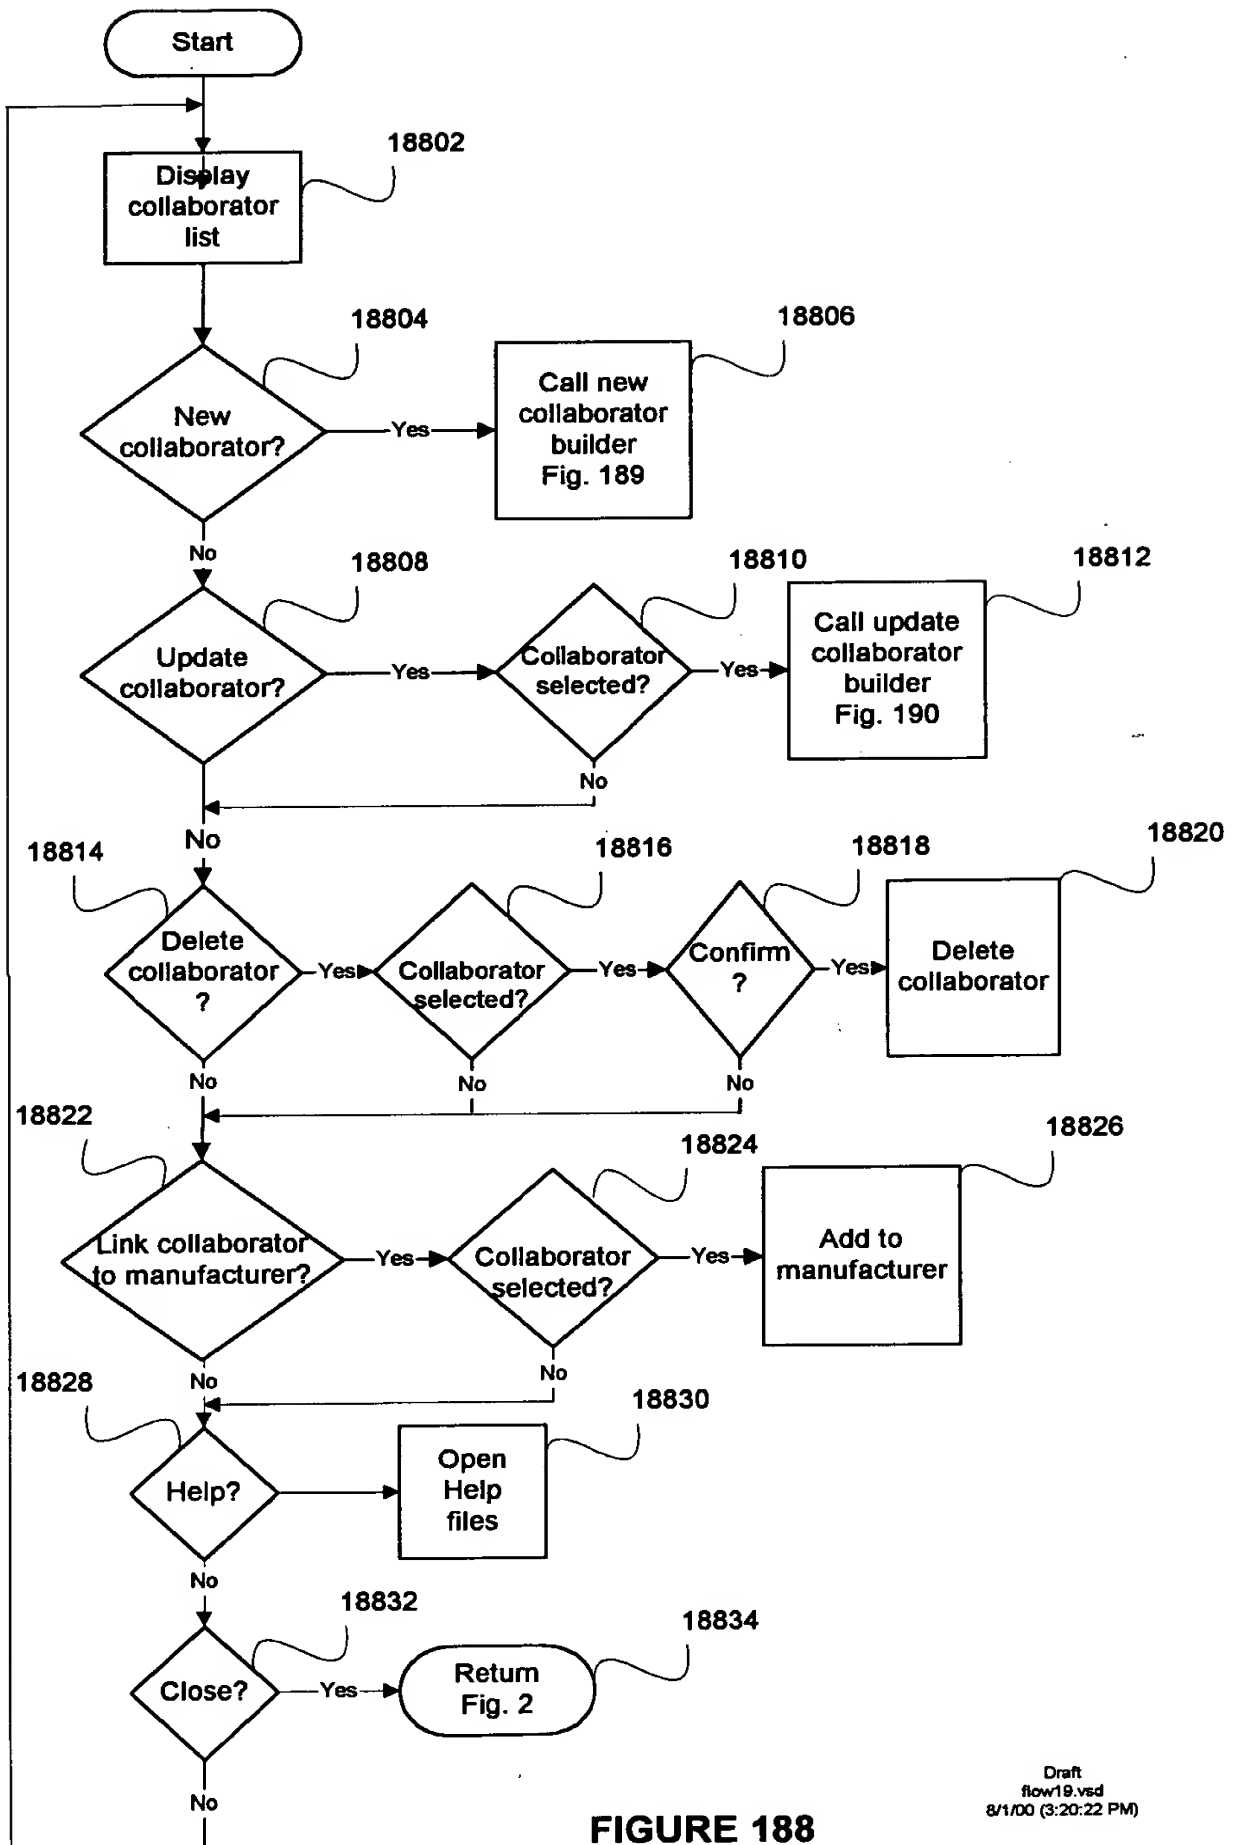 Start
18802
Display
collaborator
list
18804
18806
New
collaborator?
Yes
Call new
collaborator
builder
Fig. 189
No
18808
18810
18812
Update
collaborator?
Yes
Collaborator
selected?
Yes
Call update
collaborator
builder
Fig. 190
No
No
18814
18816
18818
18820
Delete
collaborator
?
Yes
Collaborator
selected?
Yes
Confirm
?
Yes
Delete
collaborator
No
No
No
18822
18824
18826
Link collaborator
to manufacturer?
Yes
Collaborator
selected?
Yes
Add to
manufacturer
No
No
18828
18830
Help?
Open
Help
files
No
18832
18834
Close?
Yes
Return
Fig. 2
No
Draft
flow19.vsd
8/1/00 (3:20:22 PM)
FIGURE 188